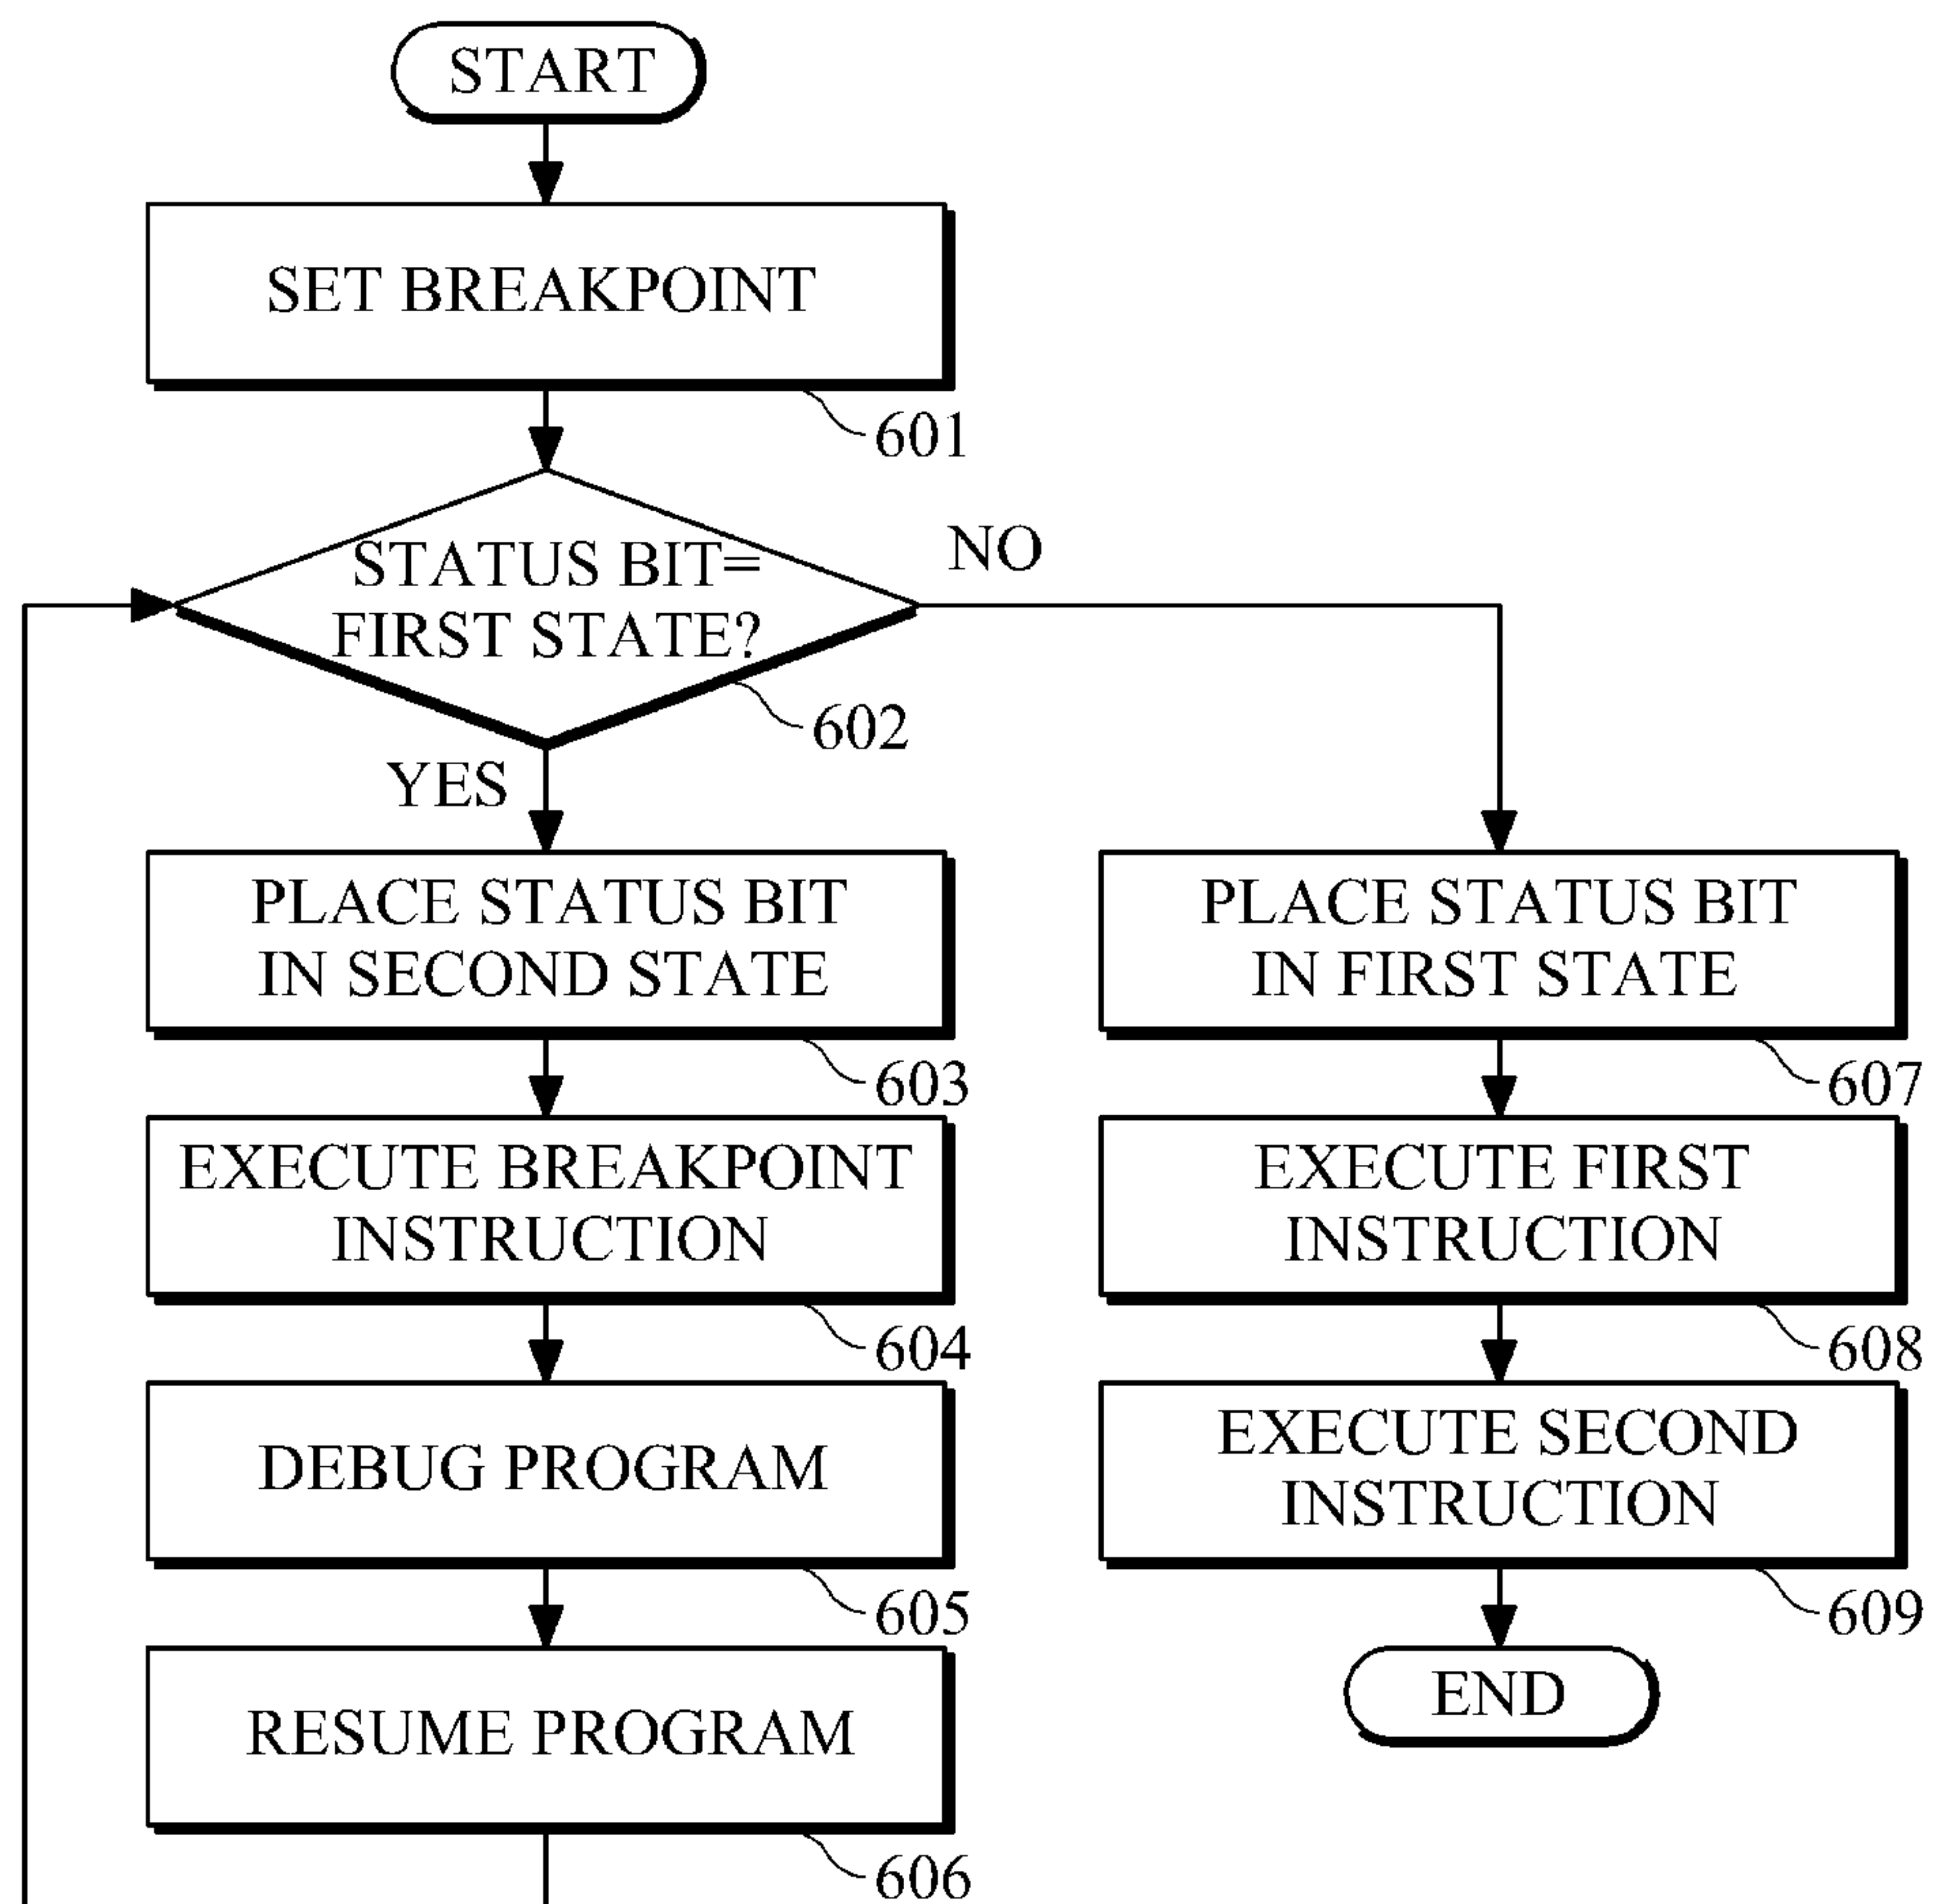 START
SET BREAKPOINT
601
STATUS BIT=
FIRST STATE?
602
NO
YES
PLACE STATUS BIT
IN SECOND STATE
603
EXECUTE BREAKPOINT
INSTRUCTION
604
DEBUG PROGRAM
605
RESUME PROGRAM
606
PLACE STATUS BIT
IN FIRST STATE
607
EXECUTE FIRST
INSTRUCTION
608
EXECUTE SECOND
INSTRUCTION
609
END